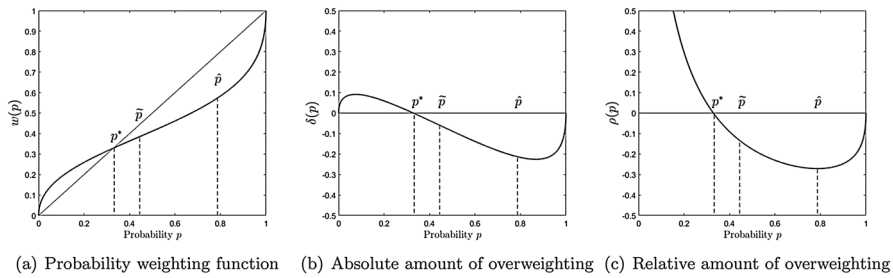 1
0.9
0.8
0.7
0.6
0.5
0.4
0.3
0.2
0.1
0
w(p)
p*
p̃
p̂
0 0.2 0.4 0.6 0.8 1
Probability p
(a) Probability weighting function
0.5
0.4
0.3
0.2
0.1
0
-0.1
-0.2
-0.3
-0.4
-0.5
δ(p)
p*
p̃
p̂
0 0.2 0.4 0.6 0.8 1
Probability p
(b) Absolute amount of overweighting
0.5
0.4
0.3
0.2
0.1
0
-0.1
-0.2
-0.3
-0.4
-0.5
ρ(p)
p*
p̃
p̂
0 0.2 0.4 0.6 0.8 1
Probability p
(c) Relative amount of overweighting